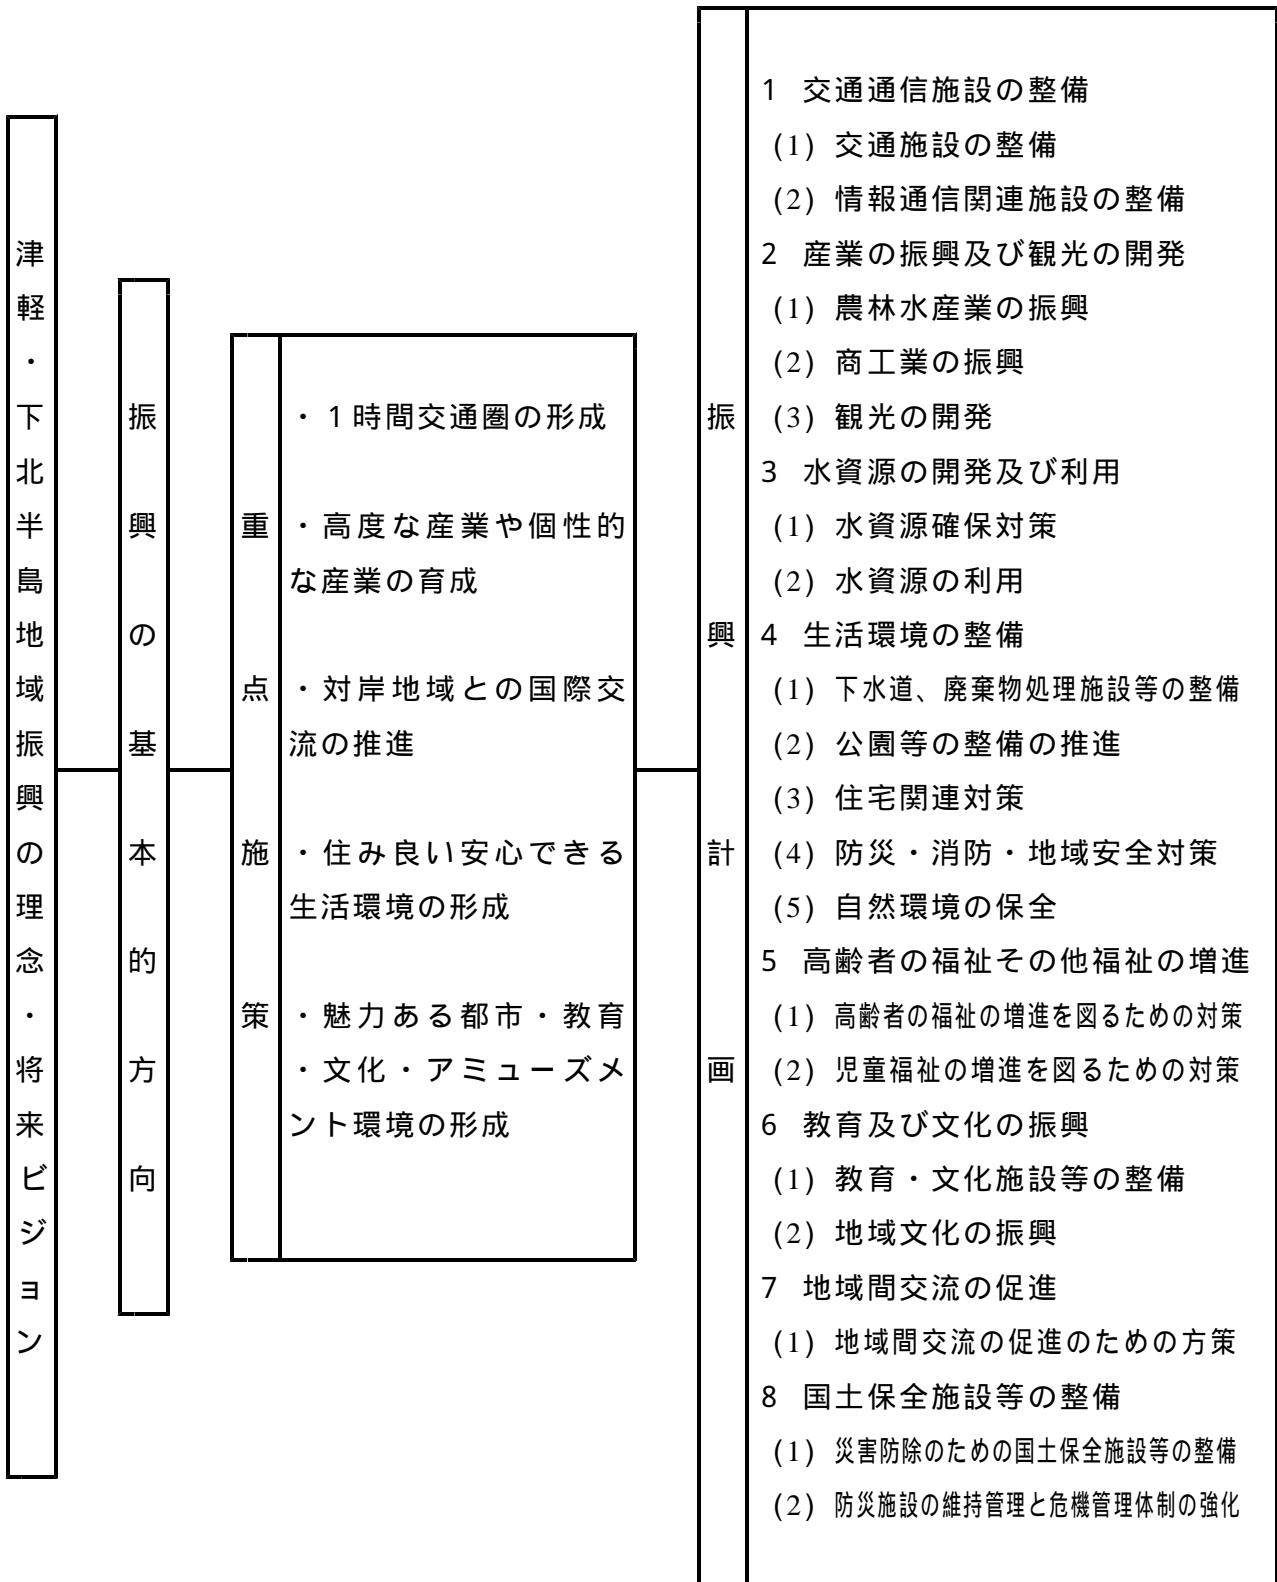 津軽・下北半島地域振興の理念・将来ビジョン
振興の基本的方向
重点施策
・1時間交通圏の形成
・高度な産業や個性的
な産業の育成
・対岸地域との国際交
流の推進
・住み良い安心できる
生活環境の形成
・魅力ある都市・教育
・文化・アミューズメ
ント環境の形成
振興計画
1 交通通信施設の整備
(1) 交通施設の整備
(2) 情報通信関連施設の整備
2 産業の振興及び観光の開発
(1) 農林水産業の振興
(2) 商工業の振興
(3) 観光の開発
3 水資源の開発及び利用
(1) 水資源確保対策
(2) 水資源の利用
4 生活環境の整備
(1) 下水道、廃棄物処理施設等の整備
(2) 公園等の整備の推進
(3) 住宅関連対策
(4) 防災・消防・地域安全対策
(5) 自然環境の保全
5 高齢者の福祉その他福祉の増進
(1) 高齢者の福祉の増進を図るための対策
(2) 児童福祉の増進を図るための対策
6 教育及び文化の振興
(1) 教育・文化施設等の整備
(2) 地域文化の振興
7 地域間交流の促進
(1) 地域間交流の促進のための方策
8 国土保全施設等の整備
(1) 災害防除のための国土保全施設等の整備
(2) 防災施設の維持管理と危機管理体制の強化